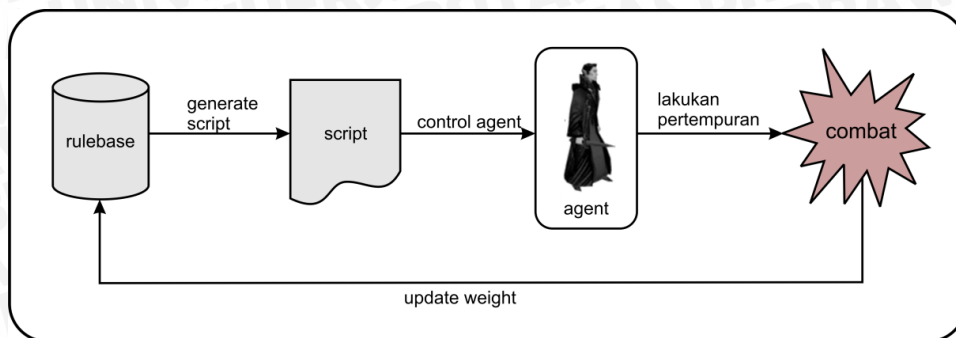 rulebase
generate
script
script
control agent
agent
lakukan
pertempuran
combat
update weight